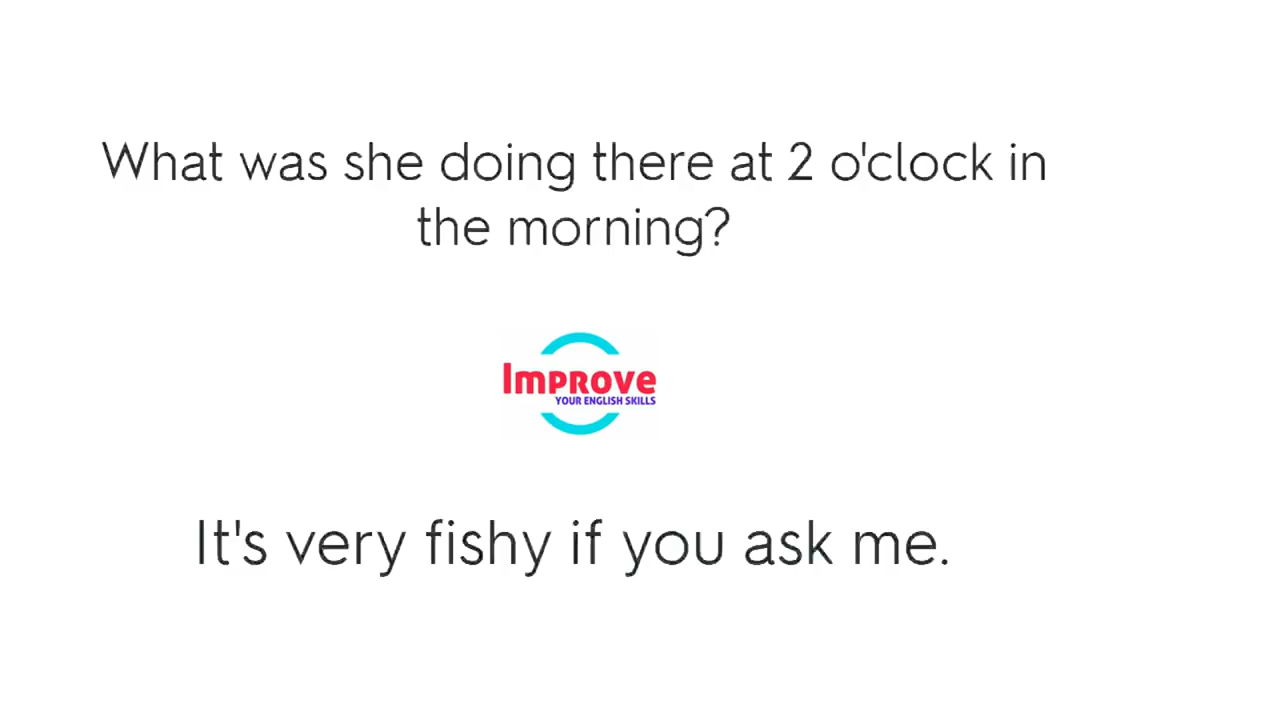 What was she doing there at 2 o'clock in
the morning?
Improve
YOUR ENGLISH SKILLS
It's very fishy if you ask me.